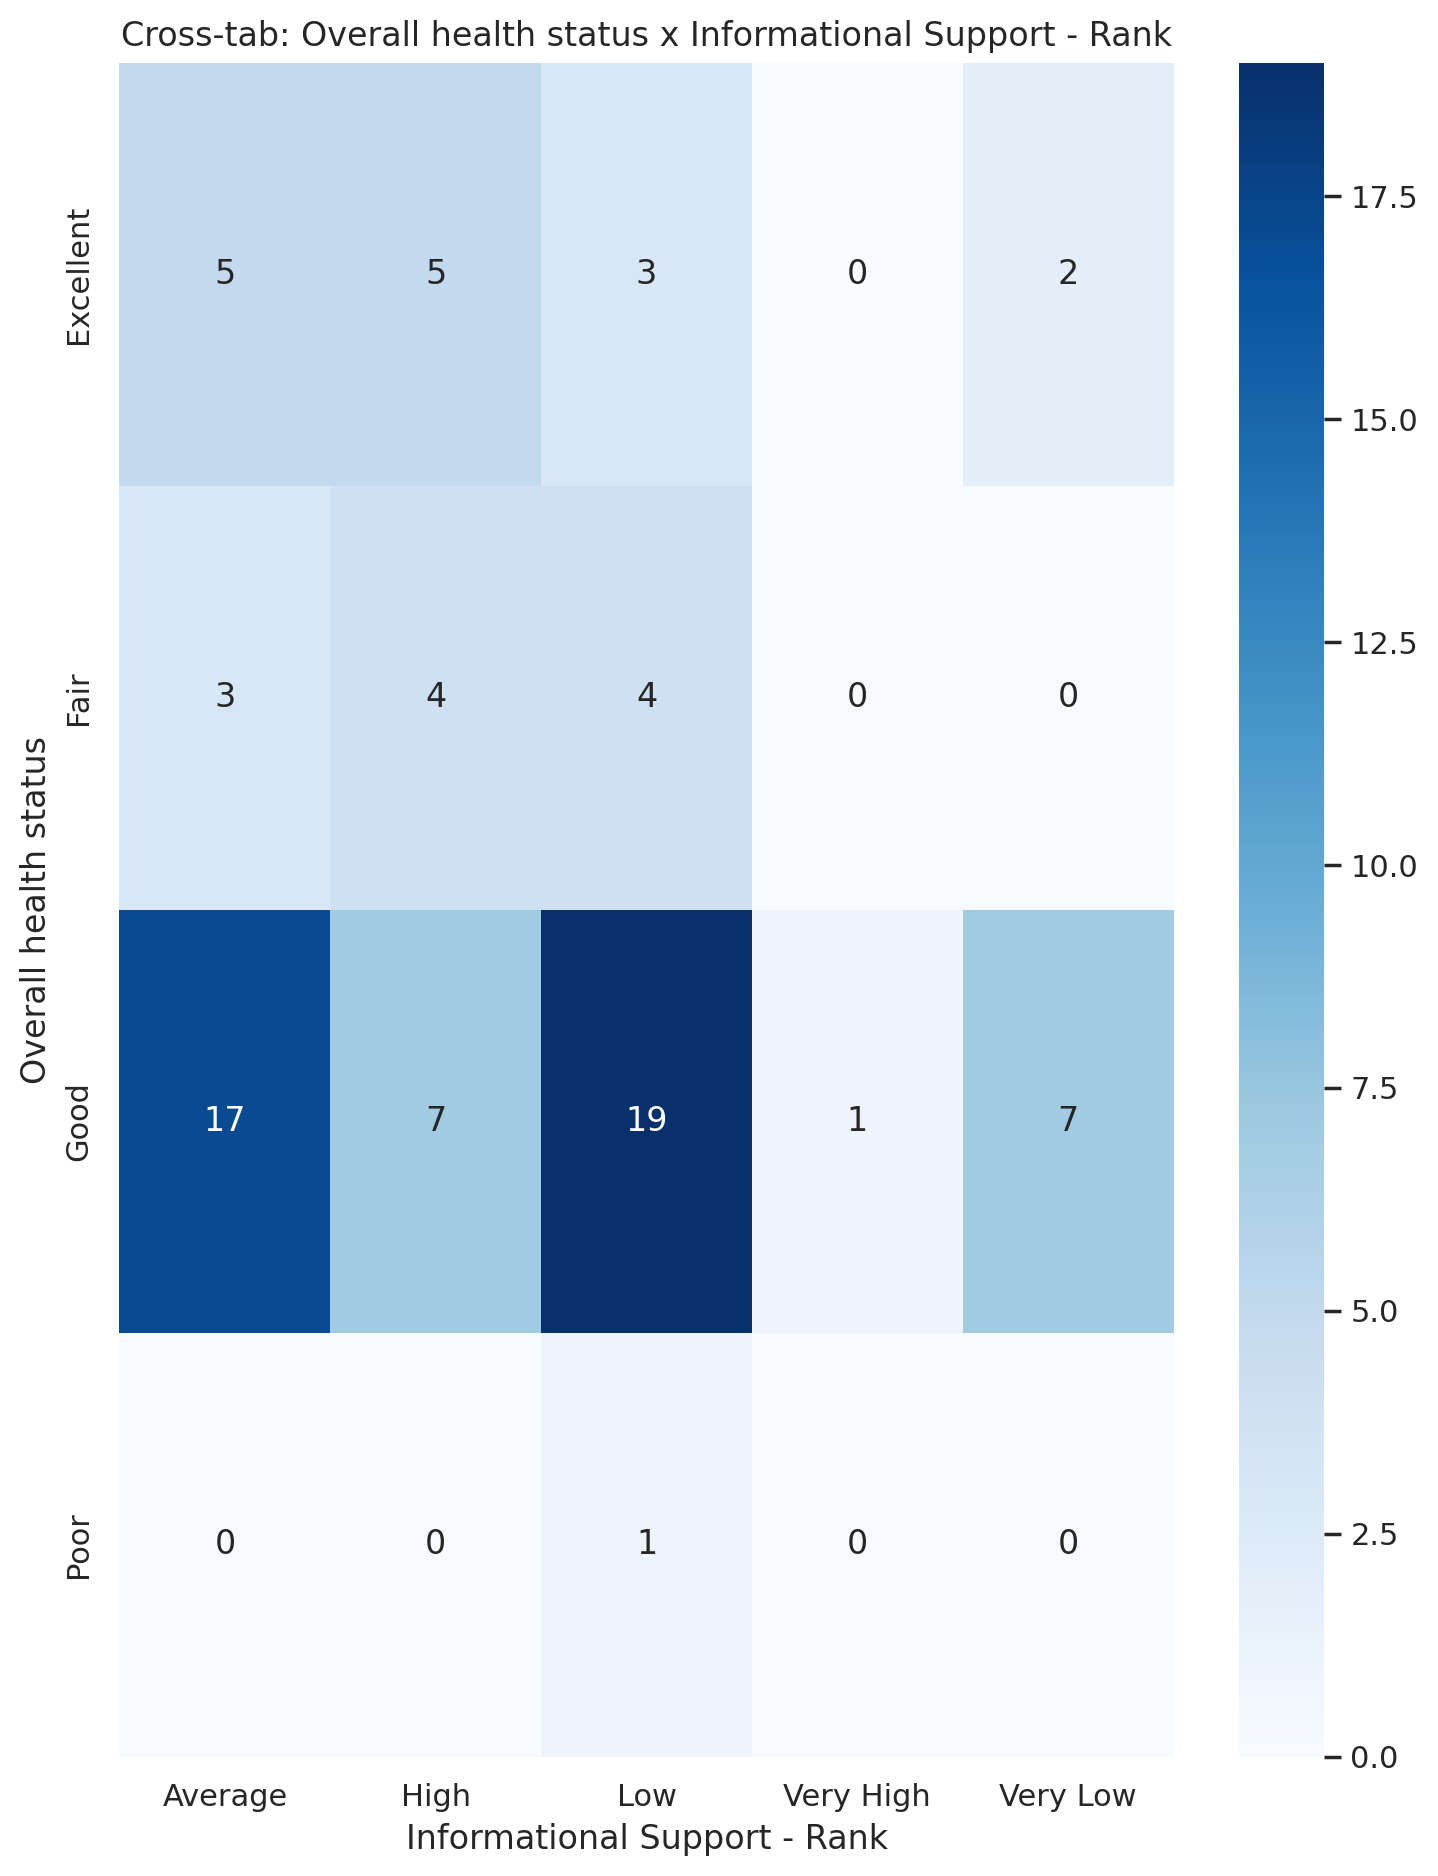 Cross-tab: Overall health status x Informational Support - Rank
Overall health status
Excellent
5 5 3 0 2
Fair
3 4 4 0 0
Good
17 7 19 1 7
Poor
0 0 1 0 0
Average High Low Very High Very Low
Informational Support - Rank
17.5
15.0
12.5
10.0
7.5
5.0
2.5
0.0